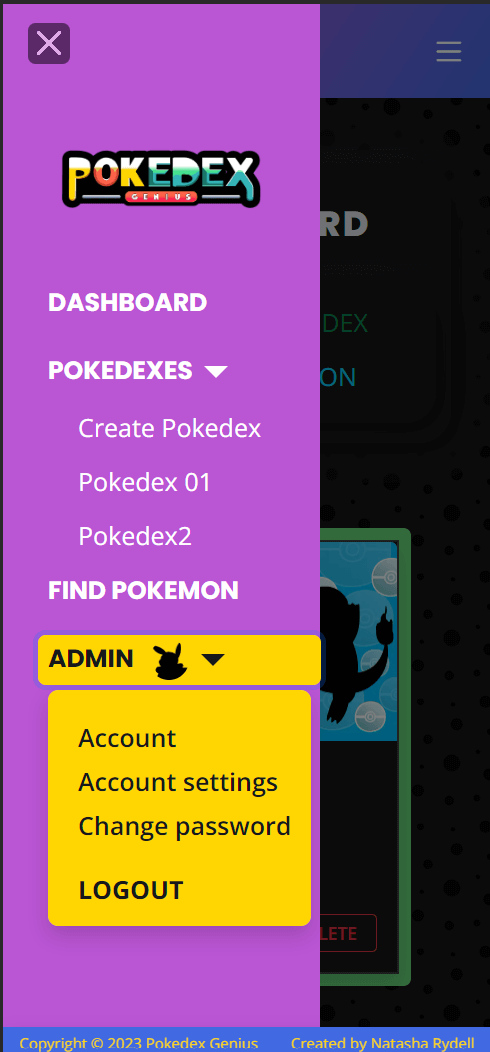 POKEDEX
GENIUS
RD
DASHBOARD
DEX
POKEDEXES
ON
Create Pokedex
Pokedex 01
Pokedex2
FIND POKEMON
ADMIN
Account
Account settings
Change password
LOGOUT
LETE
Copyright © 2023 Pokedex Genius
Created by Natasha Rydell